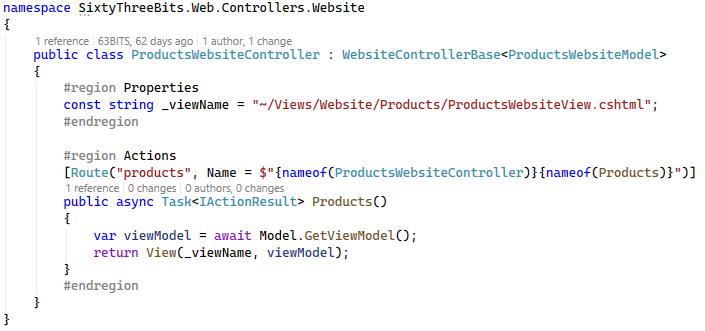 namespace SixtyThreeBits.Web.Controllers.Website
{
1 reference | 63BITS, 62 days ago | 1 author, 1 change
public class ProductsWebsiteController : WebsiteControllerBase<ProductsWebsiteModel>
{
#region Properties
const string _viewName = "~/Views/Website/Products/ProductsWebsiteView.cshtml";
#endregion
#region Actions
[Route("products", Name = $"{nameof(ProductsWebsiteController)}{nameof(Products)}")]
1 reference | 0 changes | 0 authors, 0 changes
public async Task<IActionResult> Products()
{
var viewModel = await Model.GetViewModel();
return View(_viewName, viewModel);
}
#endregion
}
}